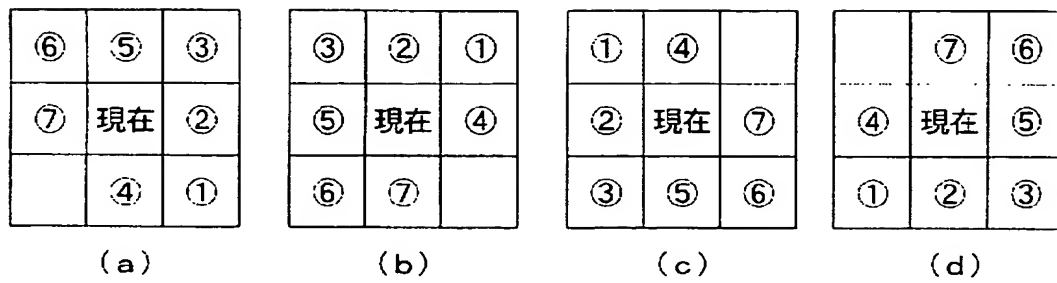 ⑥ ⑤ ③
⑦ 現在 ②
④ ①
(a)
③ ② ①
⑤ 現在 ④
⑥ ⑦
(b)
① ④
② 現在 ⑦
③ ⑤ ⑥
(c)
⑦ ⑥
④ 現在 ⑤
① ② ③
(d)